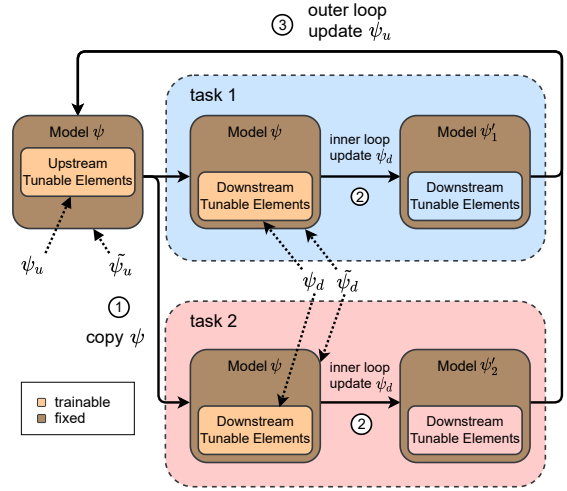 ③ outer loop
update ψ_u
task 1
Model ψ
Upstream
Tunable Elements
Model ψ
Downstream
Tunable Elements
inner loop
update ψ_d
②
Model ψ′_1
Downstream
Tunable Elements
ψ_u
ψ̃_u
ψ_d
ψ̃_d
①
copy ψ
task 2
Model ψ
Downstream
Tunable Elements
inner loop
update ψ_d
②
Model ψ′_2
Downstream
Tunable Elements
trainable
fixed